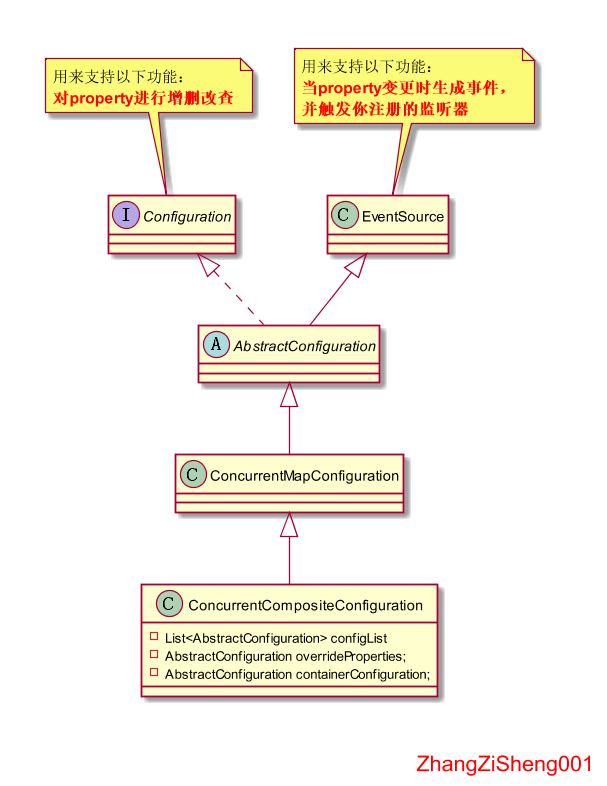 用来支持以下功能：
对property进行增删改查
用来支持以下功能：
当property变更时生成事件，
并触发你注册的监听器
I Configuration
C EventSource
A AbstractConfiguration
C ConcurrentMapConfiguration
C ConcurrentCompositeConfiguration
List<AbstractConfiguration> configList
AbstractConfiguration overrideProperties;
AbstractConfiguration containerConfiguration;
ZhangZiSheng001